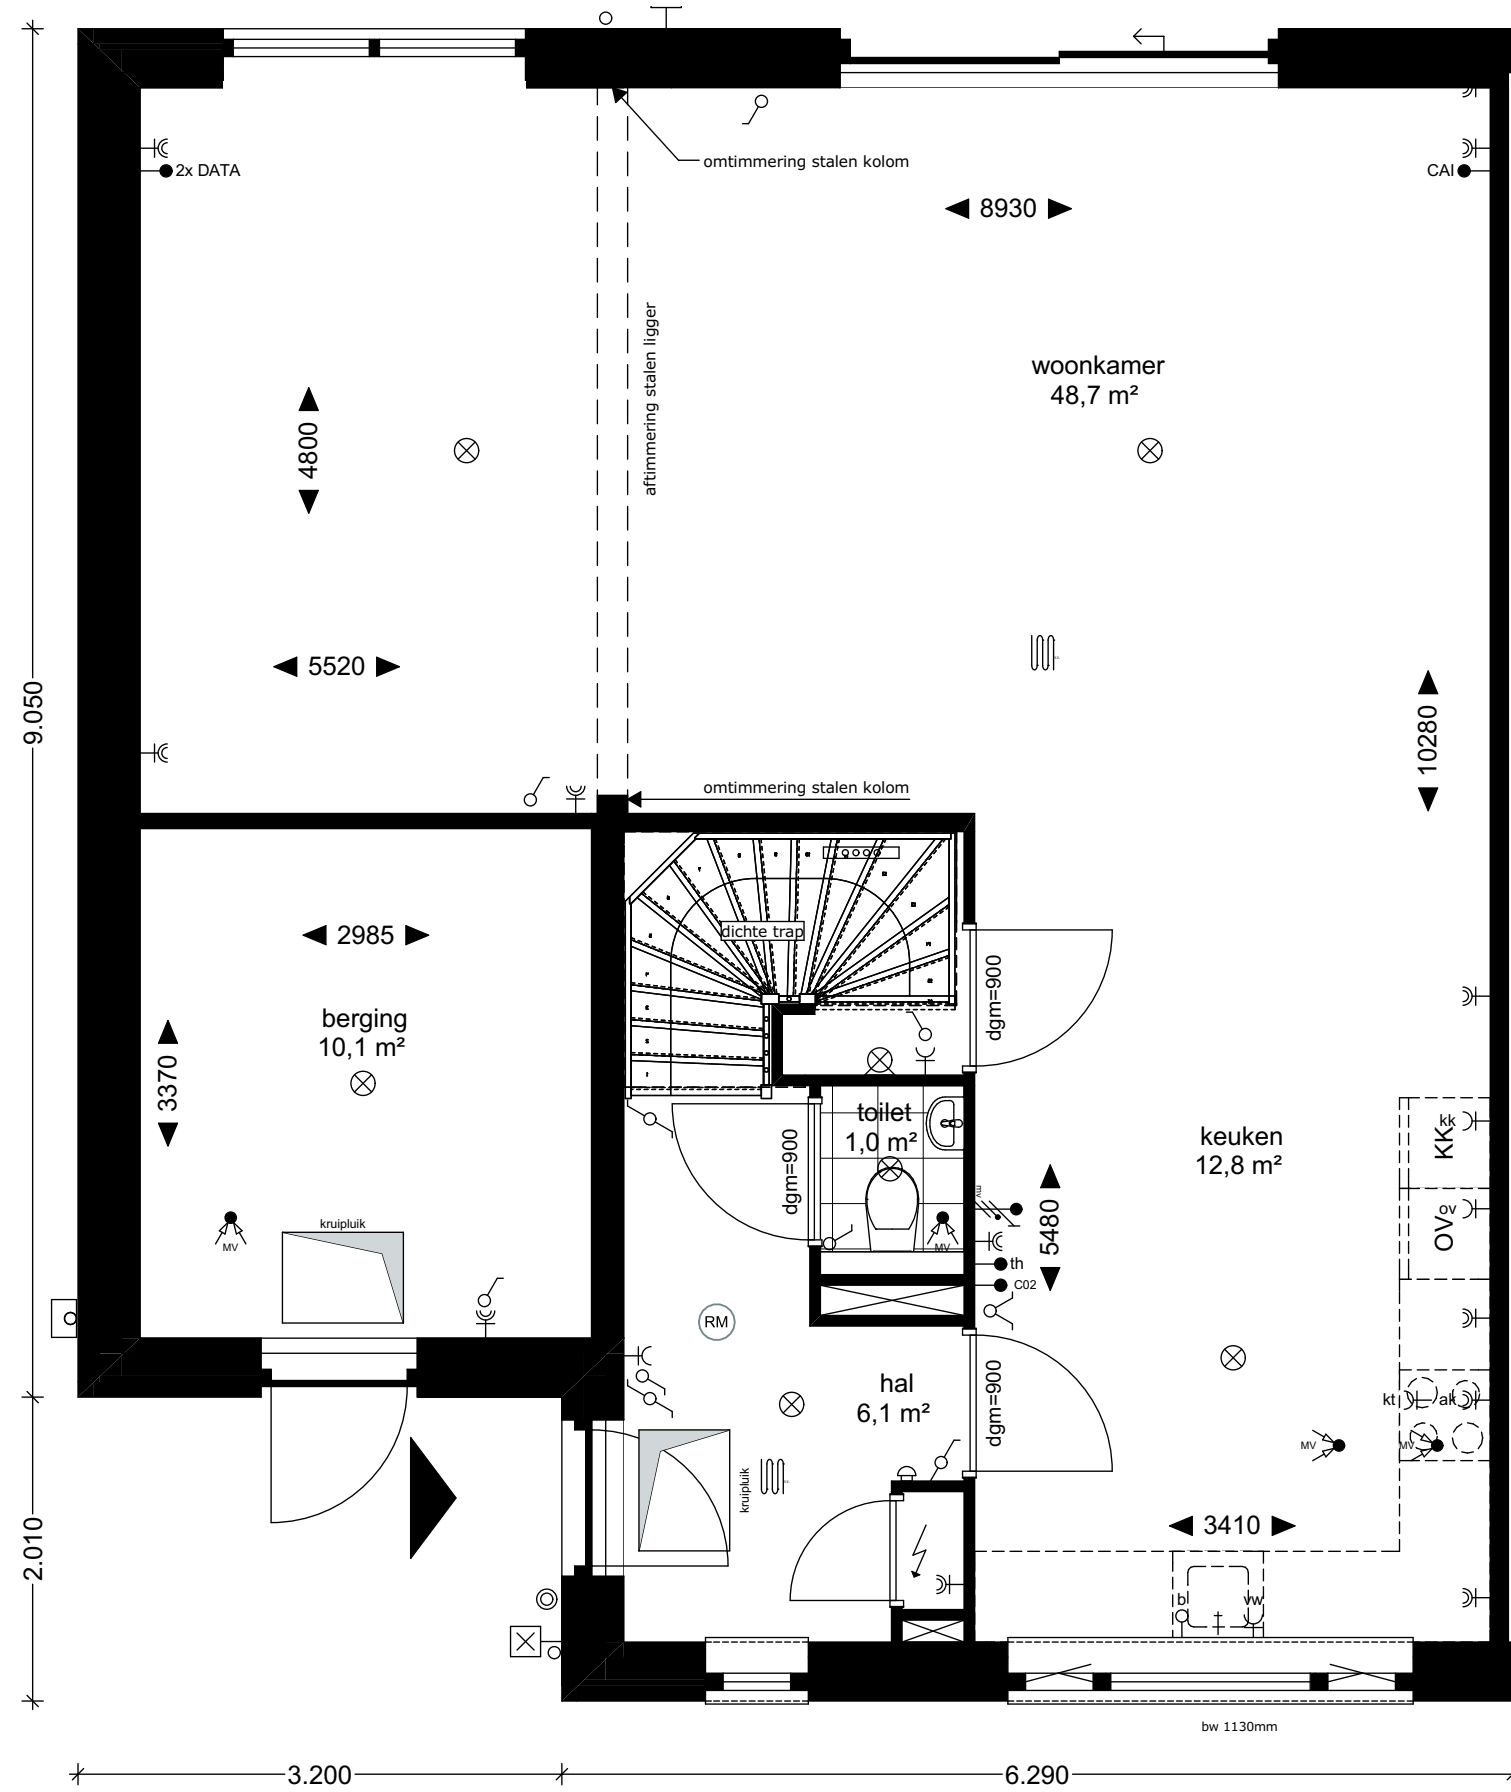 omtimmering stalen kolom
2x DATA
CAI
8930
aftimmering stalen ligger
woonkamer
48,7 m²
4800
5520
9.050
10280
omtimmering stalen kolom
dichte trap
2985
berging
10,1 m²
3370
dgm=900
toilet
1,0 m²
dgm=900
keuken
12,8 m²
kk
KK
ov
OV
mv
5480
th
C02
MV
kruipluik
MV
RM
hal
6,1 m²
dgm=900
kt
ak
MV
MV
kruipluik
3410
2.010
b
vw
bw 1130mm
3.200
6.290